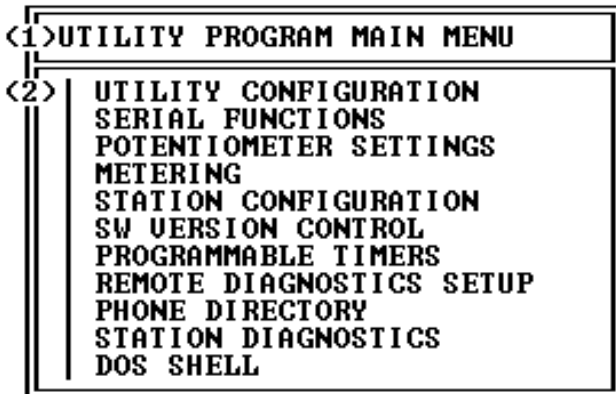 <1>UTILITY PROGRAM MAIN MENU
<2> UTILITY CONFIGURATION
SERIAL FUNCTIONS
POTENTIOMETER SETTINGS
METERING
STATION CONFIGURATION
SW VERSION CONTROL
PROGRAMMABLE TIMERS
REMOTE DIAGNOSTICS SETUP
PHONE DIRECTORY
STATION DIAGNOSTICS
DOS SHELL